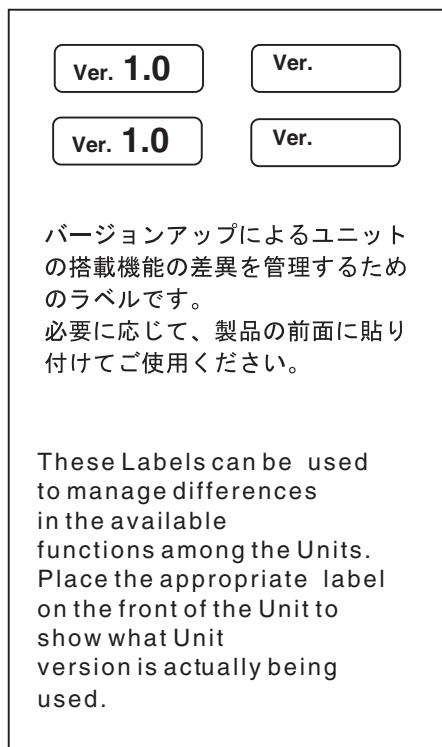 Ver. 1.0 Ver.
Ver. 1.0 Ver.
バージョンアップによるユニット
の搭載機能の差異を管理するため
のラベルです。
必要に応じて、製品の前面に貼り
付けてご使用ください。
These Labels can be used
to manage differences
in the available
functions among the Units.
Place the appropriate label
on the front of the Unit to
show what Unit
version is actually being
used.